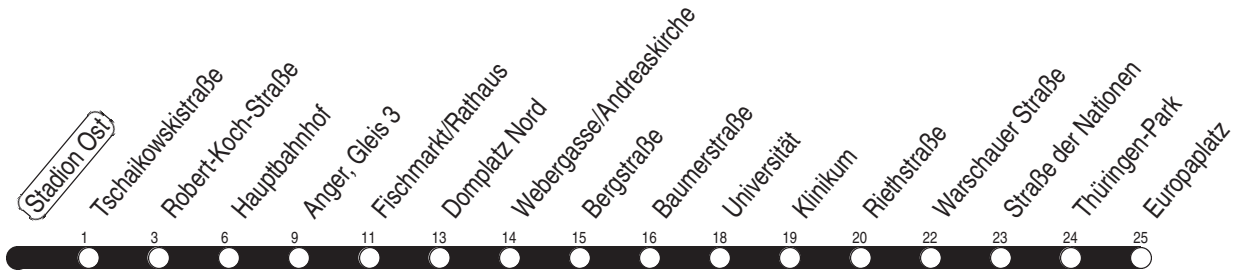 Stadion Ost
Tschaikowskistraße
Robert-Koch-Straße
Hauptbahnhof
Anger, Gleis 3
Fischmarkt/Rathaus
Domplatz Nord
Webergasse/Andreaskirche
Bergstraße
Baumerstraße
Universität
Klinikum
Riethstraße
Warschauer Straße
Straße der Nationen
Thüringen-Park
Europaplatz
1 3 6 9 11 13 14 15 16 18 19 20 22 23 24 25